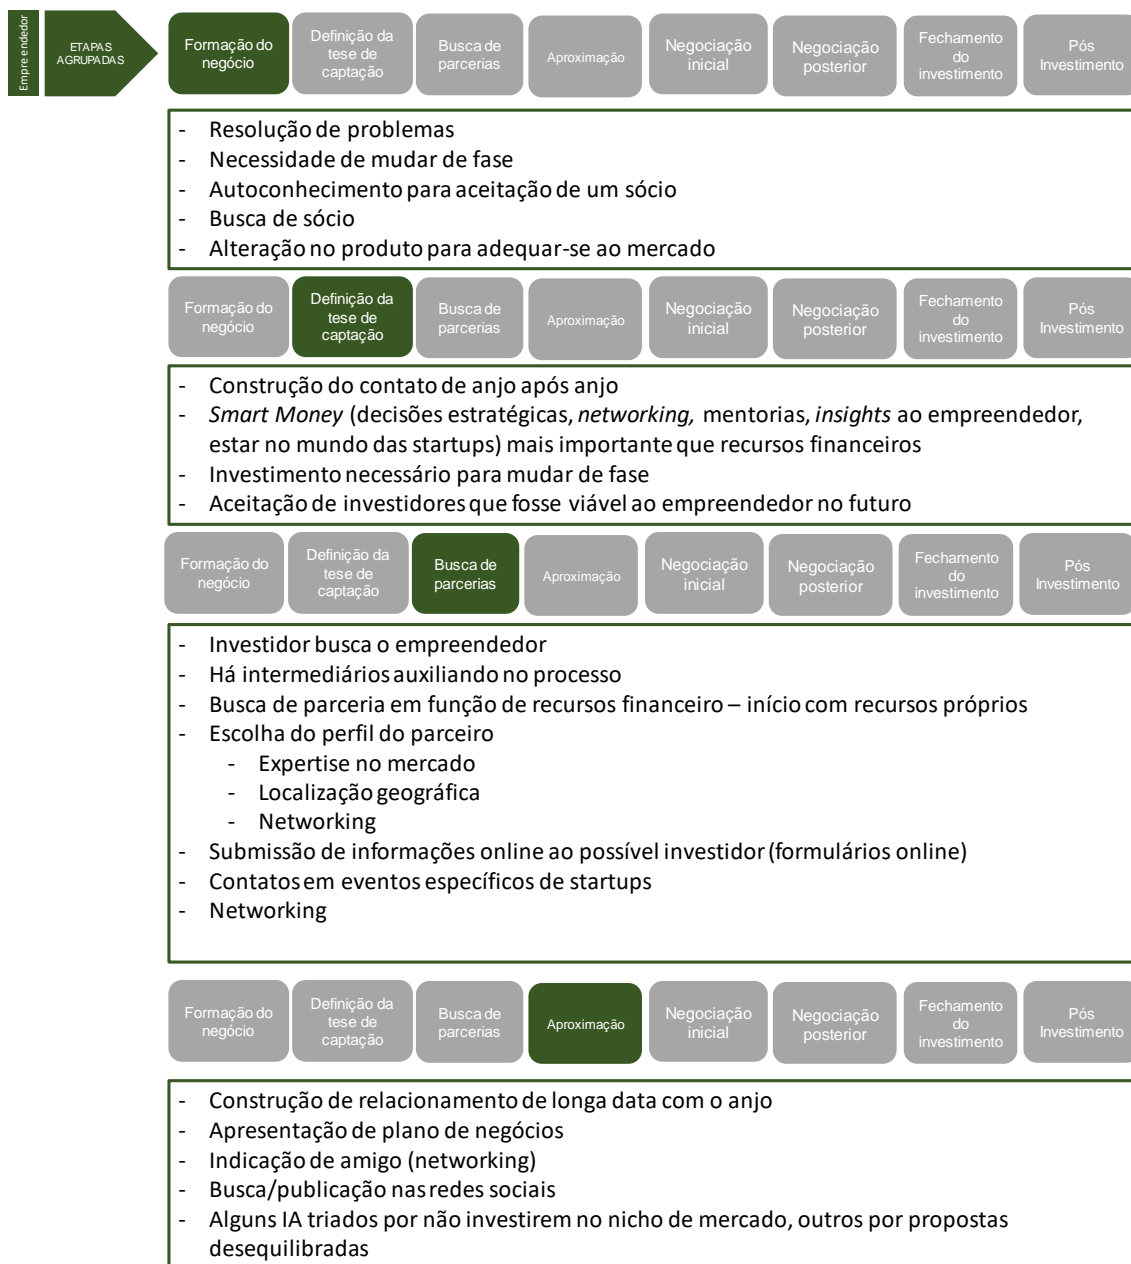 Empreendedor
ETAPAS
AGRUPADAS
Formação do
negócio
Definição da
tese de
captação
Busca de
parcerias
Aproximação
Negociação
inicial
Negociação
posterior
Fechamento
do
investimento
Pós
Investimento
- Resolução de problemas
- Necessidade de mudar de fase
- Autoconhecimento para aceitação de um sócio
- Busca de sócio
- Alteração no produto para adequar-se ao mercado
Formação do
negócio
Definição da
tese de
captação
Busca de
parcerias
Aproximação
Negociação
inicial
Negociação
posterior
Fechamento
do
investimento
Pós
Investimento
- Construção do contato de anjo após anjo
- Smart Money (decisões estratégicas, networking, mentorias, insights ao empreendedor,
estar no mundo das startups) mais importante que recursos financeiros
- Investimento necessário para mudar de fase
- Aceitação de investidores que fosse viável ao empreendedor no futuro
Formação do
negócio
Definição da
tese de
captação
Busca de
parcerias
Aproximação
Negociação
inicial
Negociação
posterior
Fechamento
do
investimento
Pós
Investimento
- Investidor busca o empreendedor
- Há intermediários auxiliando no processo
- Busca de parceria em função de recursos financeiro – início com recursos próprios
- Escolha do perfil do parceiro
- Expertise no mercado
- Localização geográfica
- Networking
- Submissão de informações online ao possível investidor (formulários online)
- Contatos em eventos específicos de startups
- Networking
Formação do
negócio
Definição da
tese de
captação
Busca de
parcerias
Aproximação
Negociação
inicial
Negociação
posterior
Fechamento
do
investimento
Pós
Investimento
- Construção de relacionamento de longa data com o anjo
- Apresentação de plano de negócios
- Indicação de amigo (networking)
- Busca/publicação nas redes sociais
- Alguns IA triados por não investirem no nicho de mercado, outros por propostas
desequilibradas